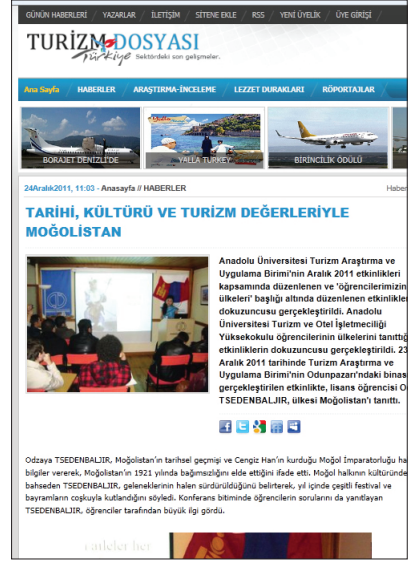 GÜNÜN HABERLERİ / YAZARLAR / İLETİŞİM / SİTENE EKLE / RSS / YENİ ÜYELİK / ÜYE GİRİŞİ /
TURİZM DOSYASI
Türkiye Sektördeki son gelişmeler.
Ana Sayfa HABERLER ARAŞTIRMA-İNCELEME LEZZET DURAKLARI RÖPORTAJLAR
BORAJET DENİZLİ'DE YALLA TURKEY BİRİNCİLİK ÖDÜLÜ
24Aralık2011, 11:03 - Anasayfa // HABERLER Haber
TARİHİ, KÜLTÜRÜ VE TURİZM DEĞERLERİYLE
MOĞOLİSTAN
Anadolu Üniversitesi Turizm Araştırma ve
Uygulama Birimi'nin Aralık 2011 etkinlikleri
kapsamında düzenlenen ve 'öğrencilerimizin
ülkeleri' başlığı altında düzenlenen etkinlikler
dokuzuncusu gerçekleştirildi. Anadolu
Üniversitesi Turizm ve Otel İşletmeciliği
Yüksekokulu öğrencilerinin ülkelerini tanıttığ
etkinliklerin dokuzuncusu gerçekleştirildi. 23
Aralık 2011 tarihinde Turizm Araştırma ve
Uygulama Birimi'nin Odunpazarı'ndaki binas
gerçekleştirilen etkinlikte, lisans öğrencisi O
TSEDENBALJIR, ülkesi Moğolistan'ı tanıttı.
Odzaya TSEDENBALJIR, Moğolistan'ın tarihsel geçmişi ve Cengiz Han'ın kurduğu Moğol İmparatorluğu ha
bilgiler vererek, Moğolistan'ın 1921 yılında bağımsızlığını elde ettiğini ifade etti. Moğol halkının kültüründe
bahseden TSEDENBALJIR, geleneklerinin halen sürdürüldüğünü belirterek, yıl içinde çeşitli festival ve
bayramların coşkuyla kutlandığını söyledi. Konferans bitiminde öğrencilerin sorularını da yanıtlayan
TSEDENBALJIR, öğrenciler tarafından büyük ilgi gördü.